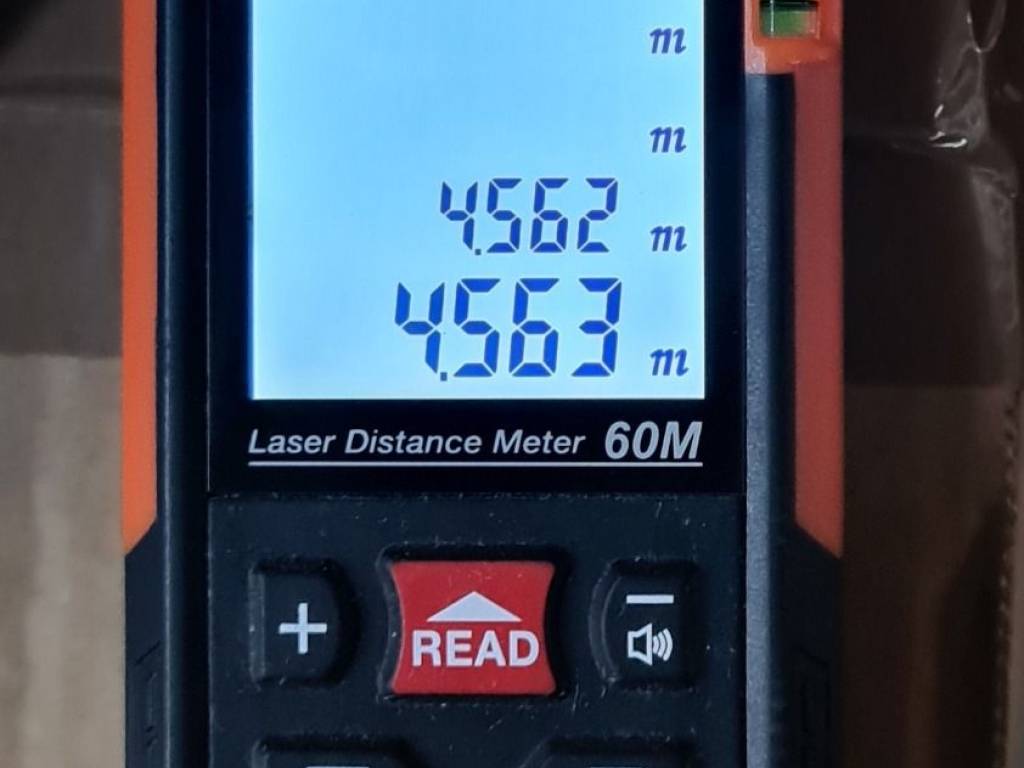 m
m
4.562 m
4.563 m
Laser Distance Meter 60M
+ READ −